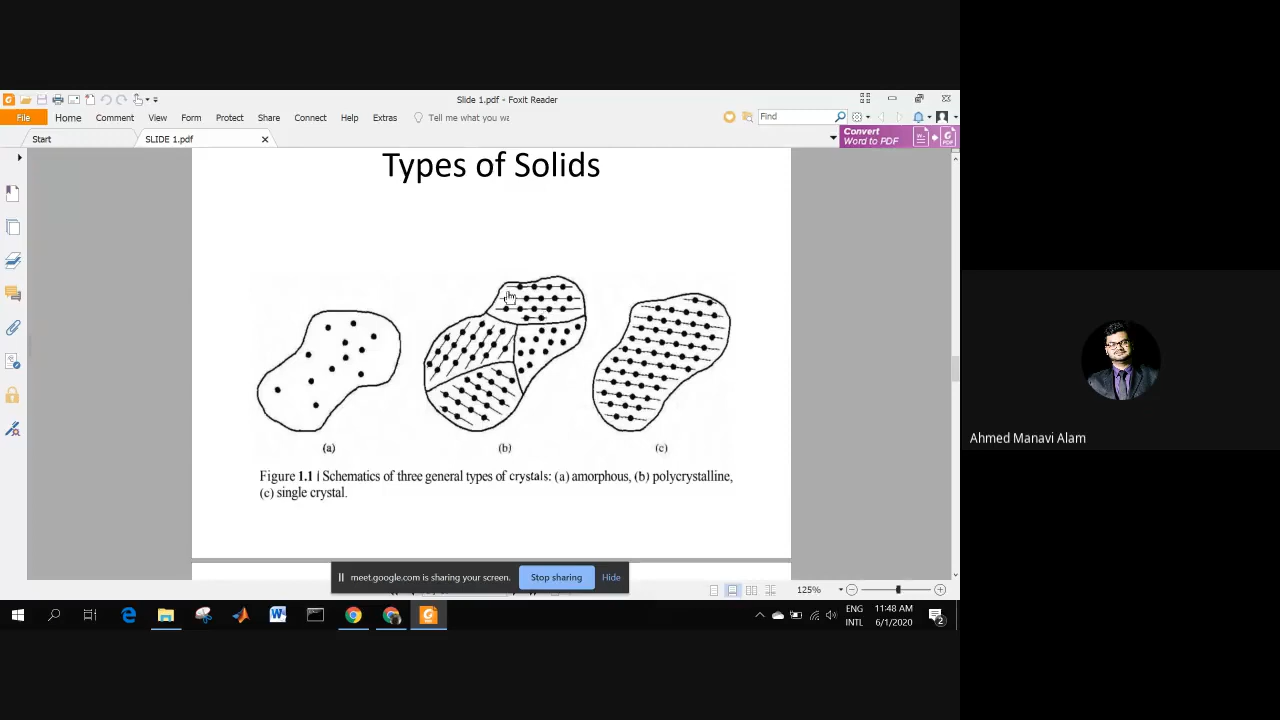 Slide 1.pdf - Foxit Reader
File Home Comment View Form Protect Share Connect Help Extras Tell me what you wa
Find
Convert
Word to PDF
Start
SLIDE 1.pdf
Types of Solids
(a)
(b)
(c)
Figure 1.1 | Schematics of three general types of crystals: (a) amorphous, (b) polycrystalline,
(c) single crystal.
Ahmed Manavi Alam
meet.google.com is sharing your screen. Stop sharing Hide
125%
ENG
INTL
11:48 AM
6/1/2020
2